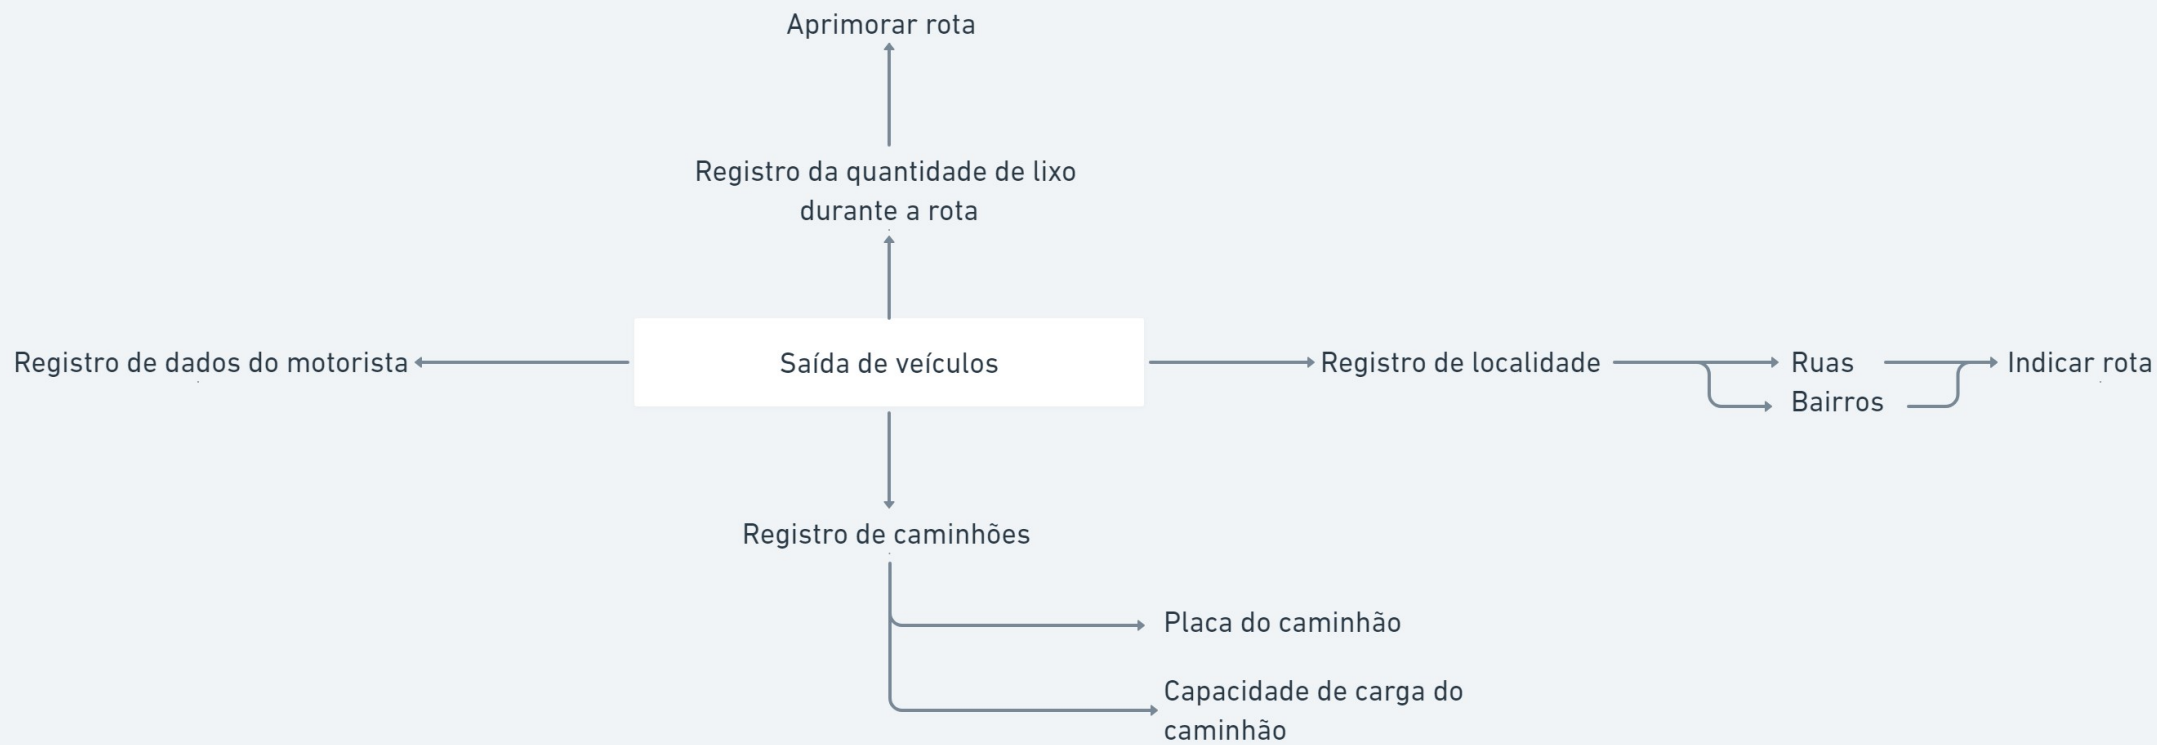 Aprimorar rota
Registro da quantidade de lixo
durante a rota
Registro de dados do motorista
Saída de veículos
Registro de localidade
Ruas
Bairros
Indicar rota
Registro de caminhões
Placa do caminhão
Capacidade de carga do
caminhão